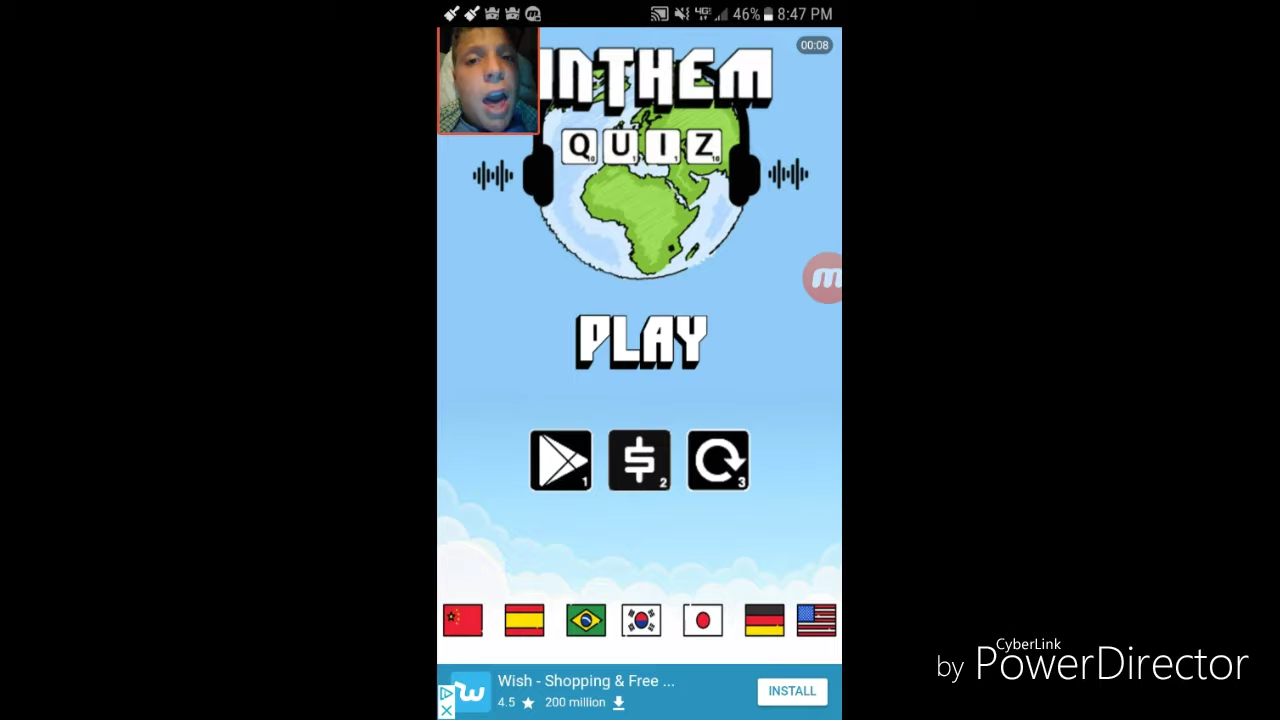 46% 8:47 PM
00:08
ANTHEM
QUIZ
PLAY
1 2 3
Wish - Shopping & Free ...
4.5 ★ 200 million
INSTALL
CyberLink
by PowerDirector